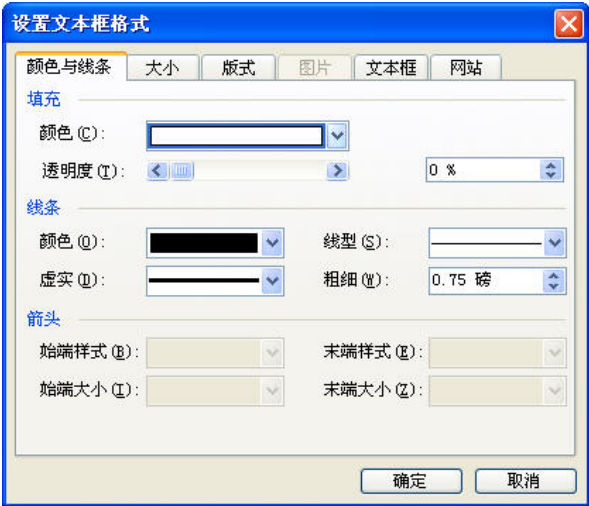 设置文本框格式
颜色与线条 大小 版式 图片 文本框 网站
填充
颜色(C):
透明度(T): 0 %
线条
颜色(O): 线型(S):
虚实(D): 粗细(W): 0.75 磅
箭头
始端样式(B): 末端样式(E):
始端大小(I): 末端大小(Z):
确定 取消